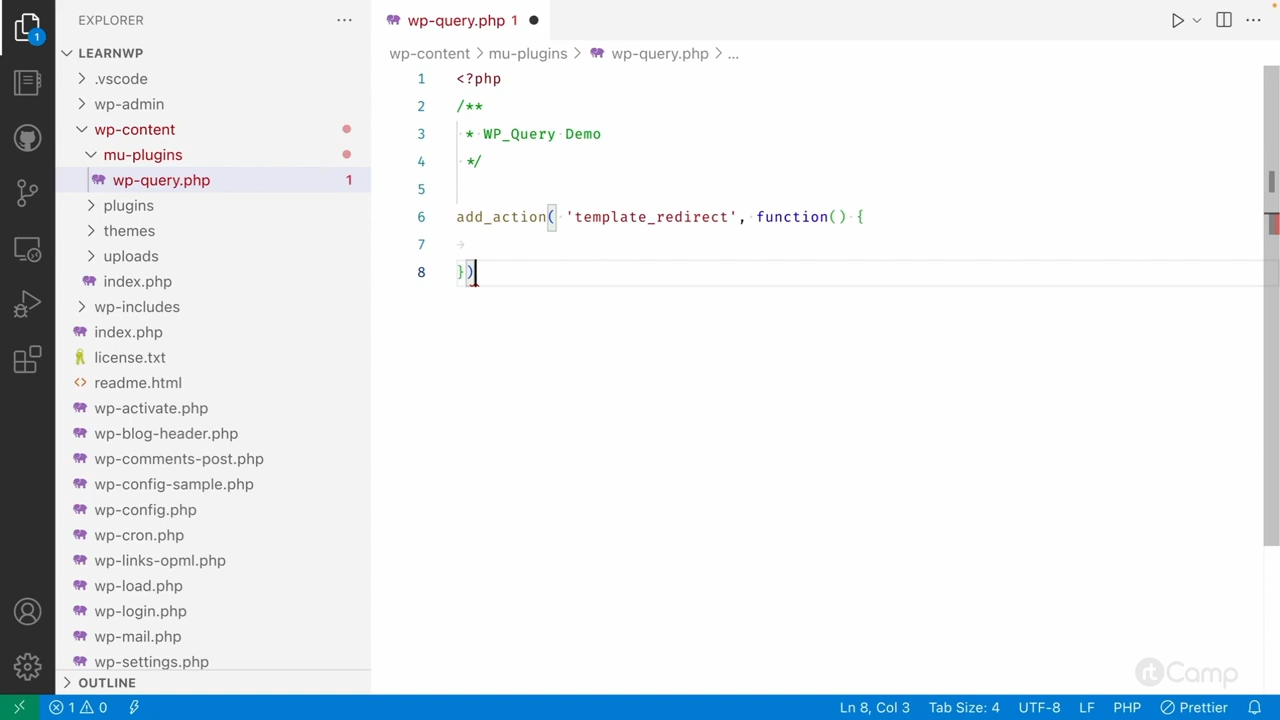 EXPLORER
LEARNWP
.vscode
wp-admin
wp-content
mu-plugins
wp-query.php 1
plugins
themes
uploads
index.php
wp-includes
index.php
license.txt
readme.html
wp-activate.php
wp-blog-header.php
wp-comments-post.php
wp-config-sample.php
wp-config.php
wp-cron.php
wp-links-opml.php
wp-load.php
wp-login.php
wp-mail.php
wp-settings.php
OUTLINE
1
wp-query.php 1
wp-content > mu-plugins > wp-query.php > ...
1 <?php
2 /**
3 * WP_Query Demo
4 */
5
6 add_action( 'template_redirect', function() {
7
8 })
rtCamp
1 0
Ln 8, Col 3 Tab Size: 4 UTF-8 LF PHP Prettier